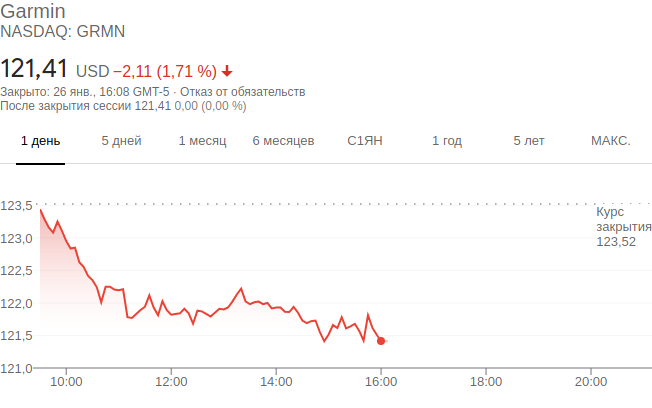 Garmin
NASDAQ: GRMN
121,41 USD −2,11 (1,71 %)
Закрыто: 26 янв., 16:08 GMT-5 · Отказ от обязательств
После закрытия сессии 121,41 0,00 (0,00 %)
1 день 5 дней 1 месяц 6 месяцев С1ЯН 1 год 5 лет МАКС.
123,5
Курс
закрытия
123,52
123,0
122,5
122,0
121,5
121,0
10:00 12:00 14:00 16:00 18:00 20:00